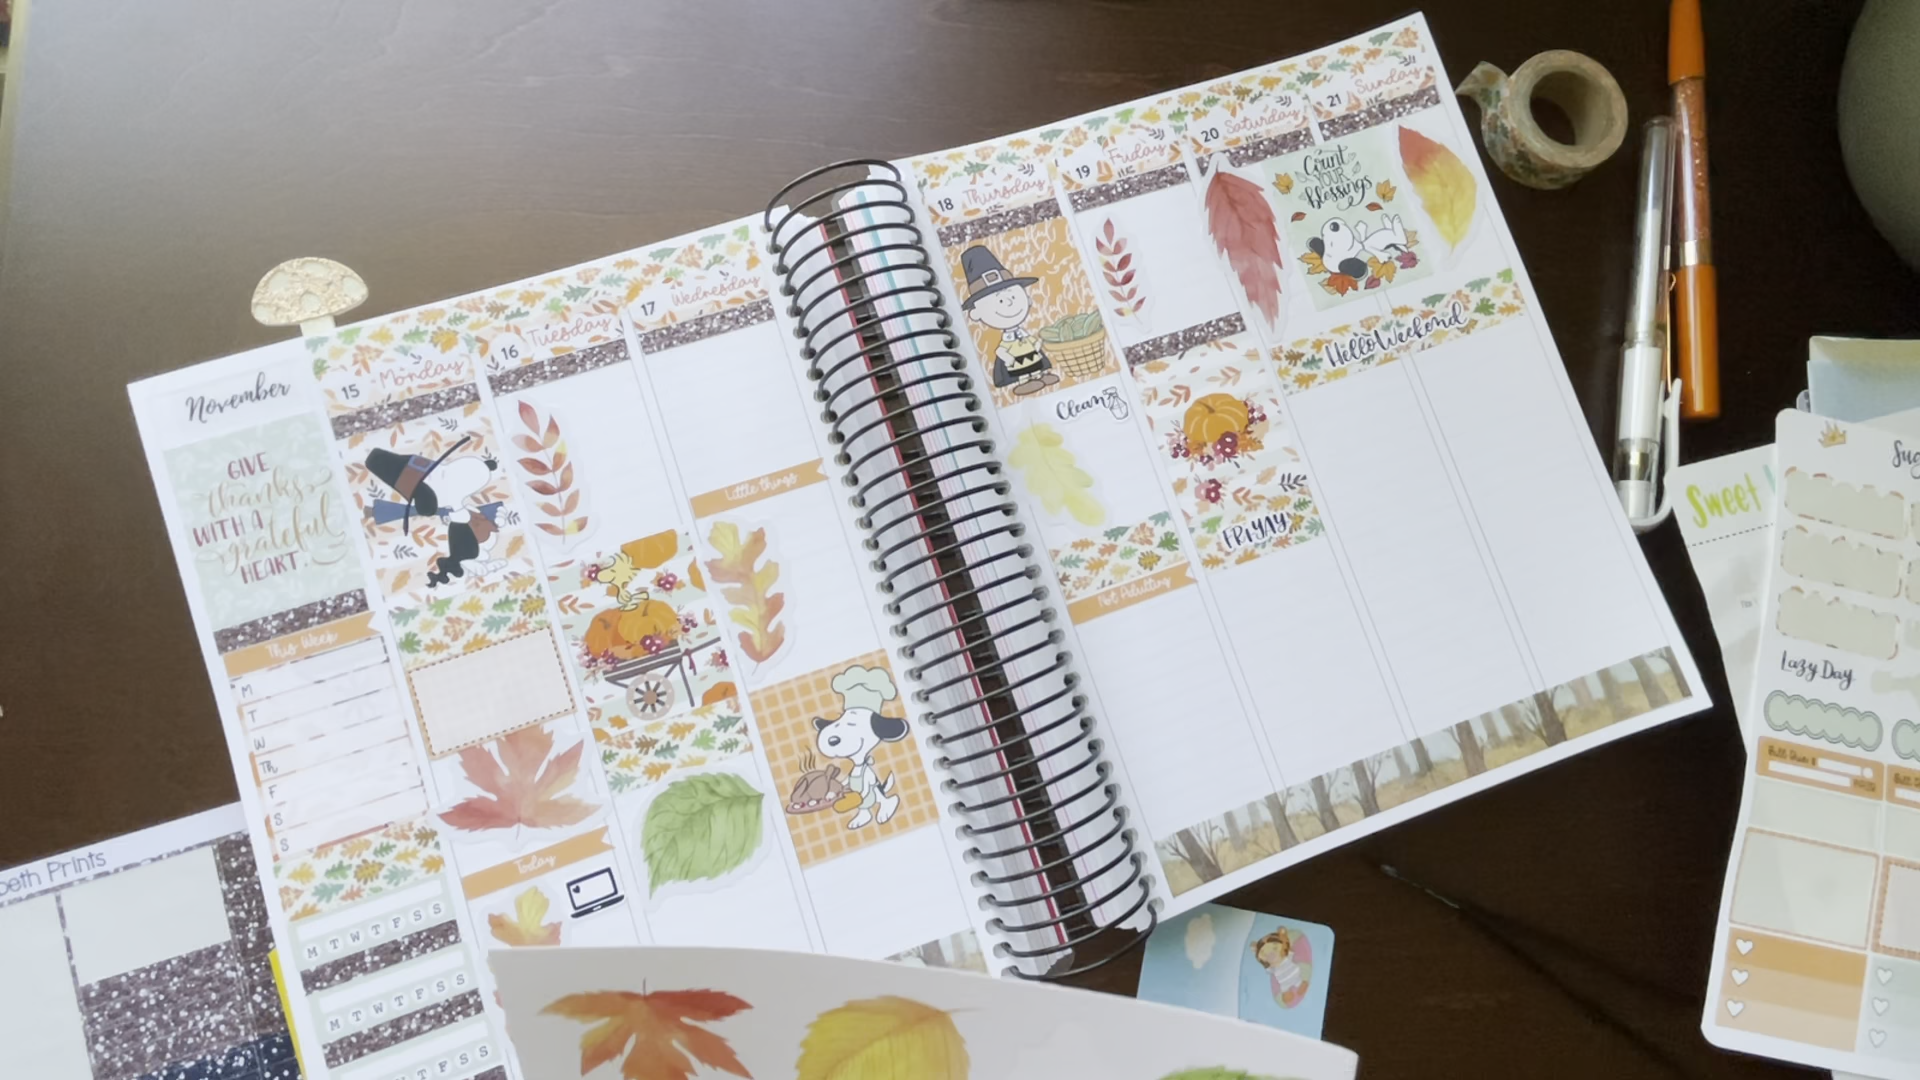 November
GIVE
thanks
WITH A
grateful
HEART.
This Week
M
T
W
Th
F
S
S
M T W T F S S
M T W T F S S
T F S S
15 Monday
Today
16 Tuesday
17 Wednesday
Little things
18 Thursday
Clean
Not Adulting
19 Friday
FRIYAY
20 Saturday
21 Sunday
Count
YOUR
Blessings
Hello Weekend
Prints
Sweet
Lazy Day